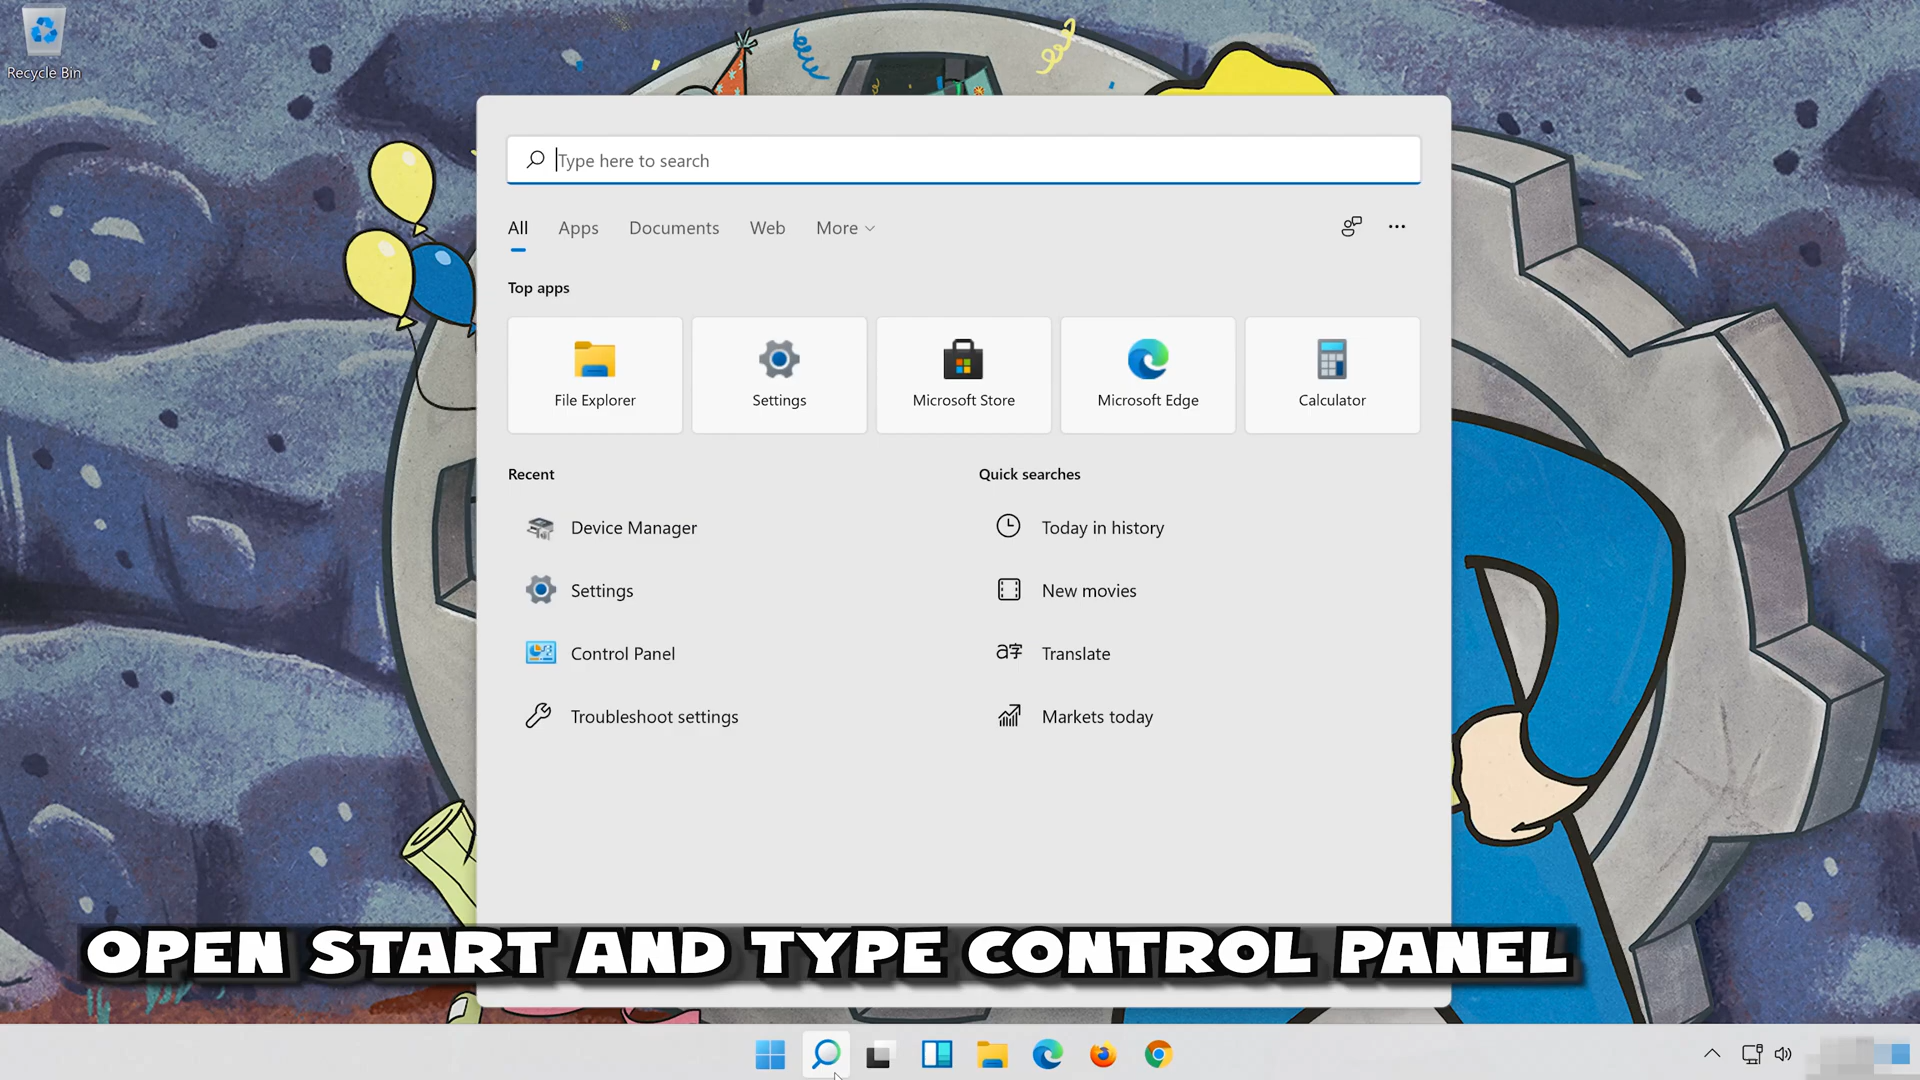 Recycle Bin
Type here to search
All Apps Documents Web More
Top apps
File Explorer Settings Microsoft Store Microsoft Edge Calculator
Recent Quick searches
Device Manager Today in history
Settings New movies
Control Panel Translate
Troubleshoot settings Markets today
OPEN START AND TYPE CONTROL PANEL